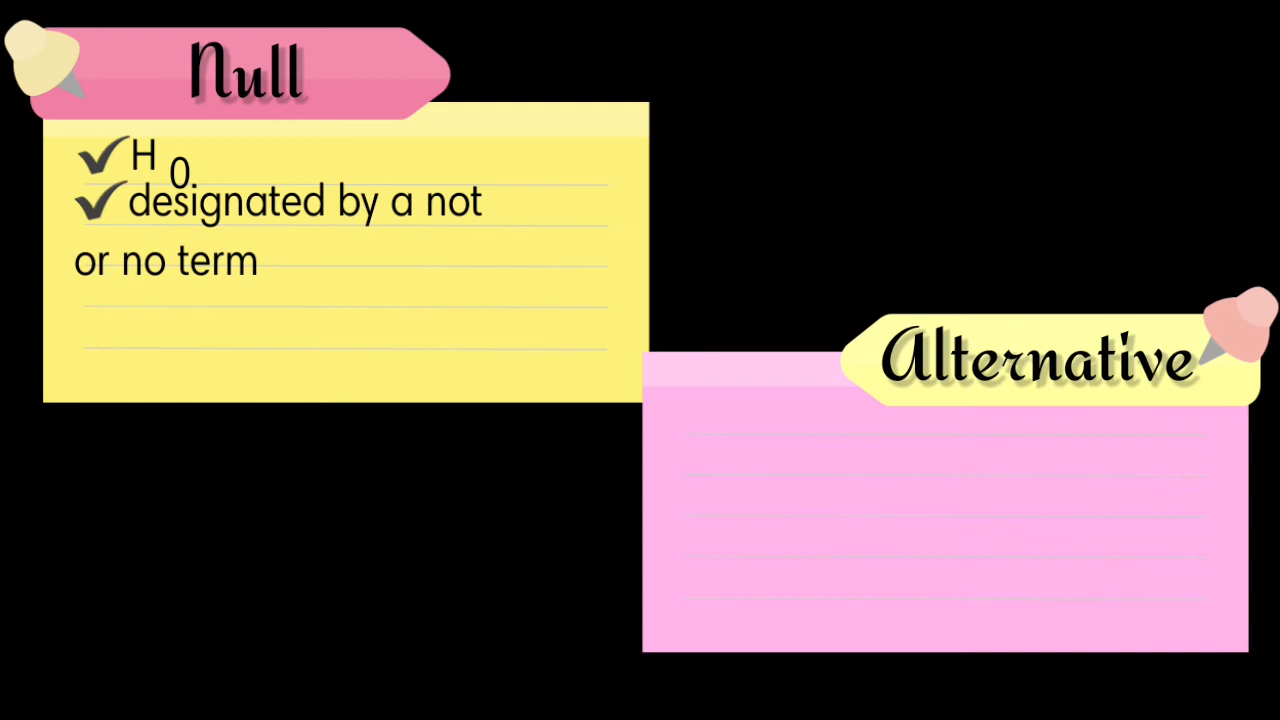 Null
✔H 0
✔designated by a not
or no term
Alternative